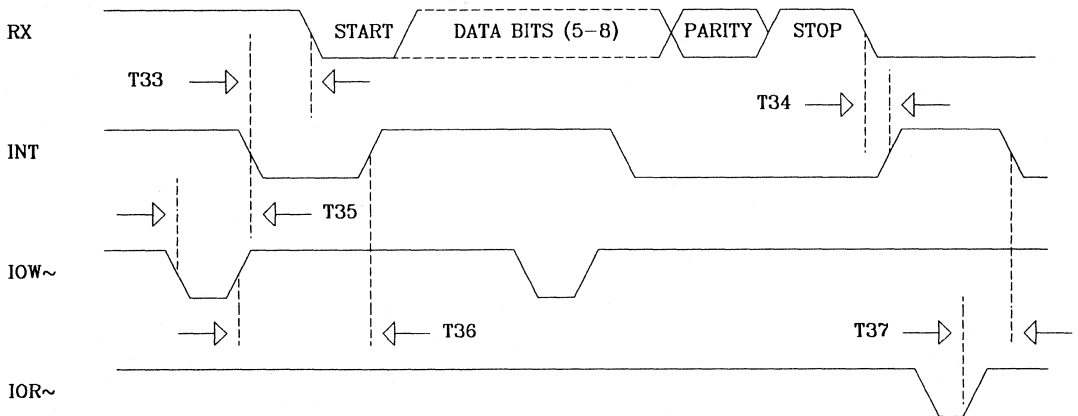 RX
START
DATA BITS (5-8)
PARITY
STOP
T33
T34
INT
T35
IOW~
T36
T37
IOR~